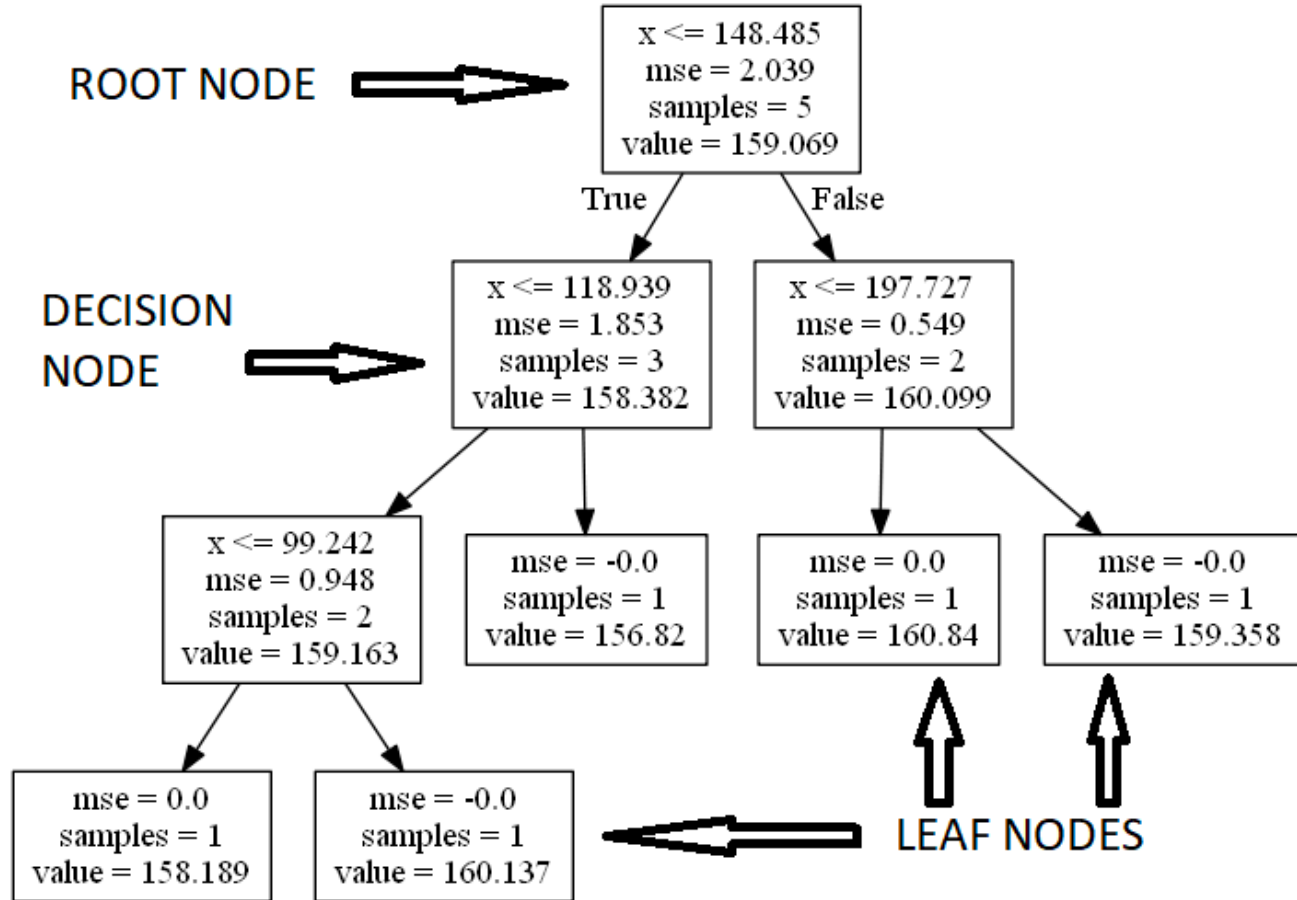 x <= 148.485
mse = 2.039
samples = 5
value = 159.069
ROOT NODE
True
False
x <= 118.939
mse = 1.853
samples = 3
value = 158.382
x <= 197.727
mse = 0.549
samples = 2
value = 160.099
DECISION
NODE
x <= 99.242
mse = 0.948
samples = 2
value = 159.163
mse = -0.0
samples = 1
value = 156.82
mse = 0.0
samples = 1
value = 160.84
mse = -0.0
samples = 1
value = 159.358
mse = 0.0
samples = 1
value = 158.189
mse = -0.0
samples = 1
value = 160.137
LEAF NODES